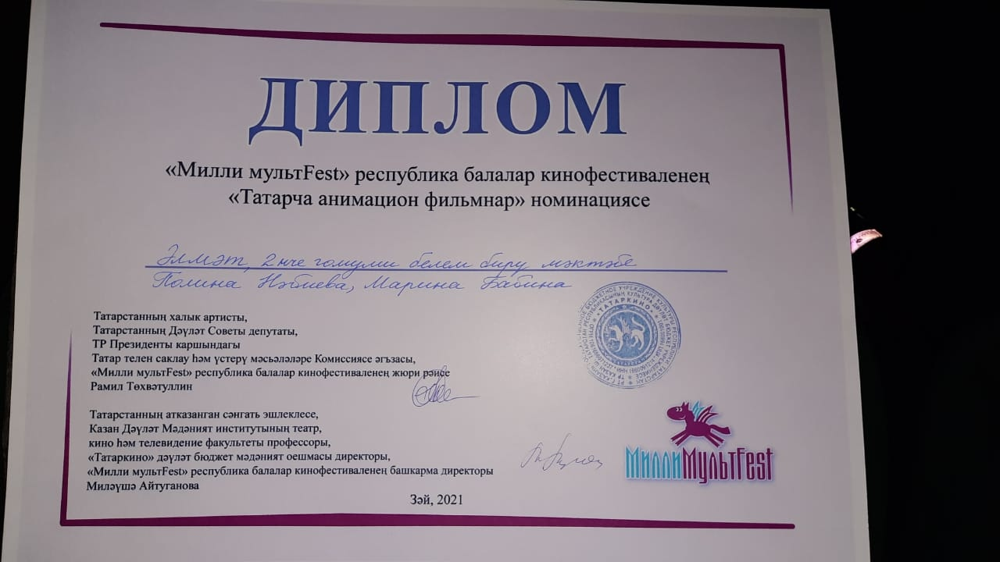 ДИПЛОМ
«Милли мультFest» республика балалар кинофестиваленең
«Татарча анимацион фильмнар» номинациясе
Әлмәт, 2 нче гомуми белем бирү мәктәбе
Полина Нәбиева, Марина Бабина
Татарстанның халык артисты,
Татарстанның Дәүләт Советы депутаты,
ТР Президенты каршындагы
Татар телен саклау һәм үстерү мәсьәләләре Комиссиясе әгъзасы,
«Милли мультFest» республика балалар кинофестиваленең жюри рәисе
Рамил Төхвәтуллин
Татарстанның атказанган сәнгать эшлеклесе,
Казан Дәүләт Мәдәният институтының театр,
кино һәм телевидение факультеты профессоры,
«Татаркино» дәүләт бюджет мәдәният оешмасы директоры,
«Милли мультFest» республика балалар кинофестиваленең башкарма директоры
Миләүшә Айтуганова
ТАТАРКИНО
МиллиМультFest
Зәй, 2021